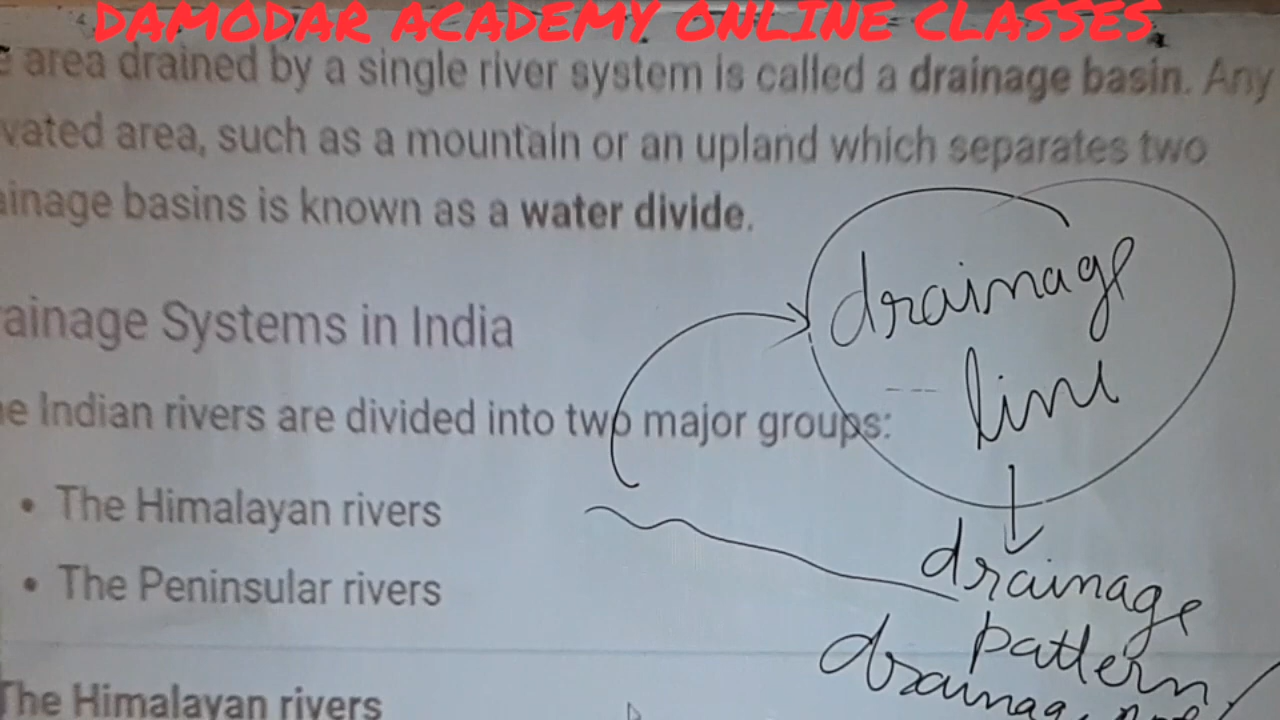 DAMODAR ACADEMY ONLINE CLASSES
area drained by a single river system is called a drainage basin. Any
vated area, such as a mountain or an upland which separates two
ainage basins is known as a water divide.
drainage
line
ainage Systems in India
e Indian rivers are divided into two major groups:
• The Himalayan rivers
• The Peninsular rivers
drainage
pattern
The Himalayan rivers
drainag